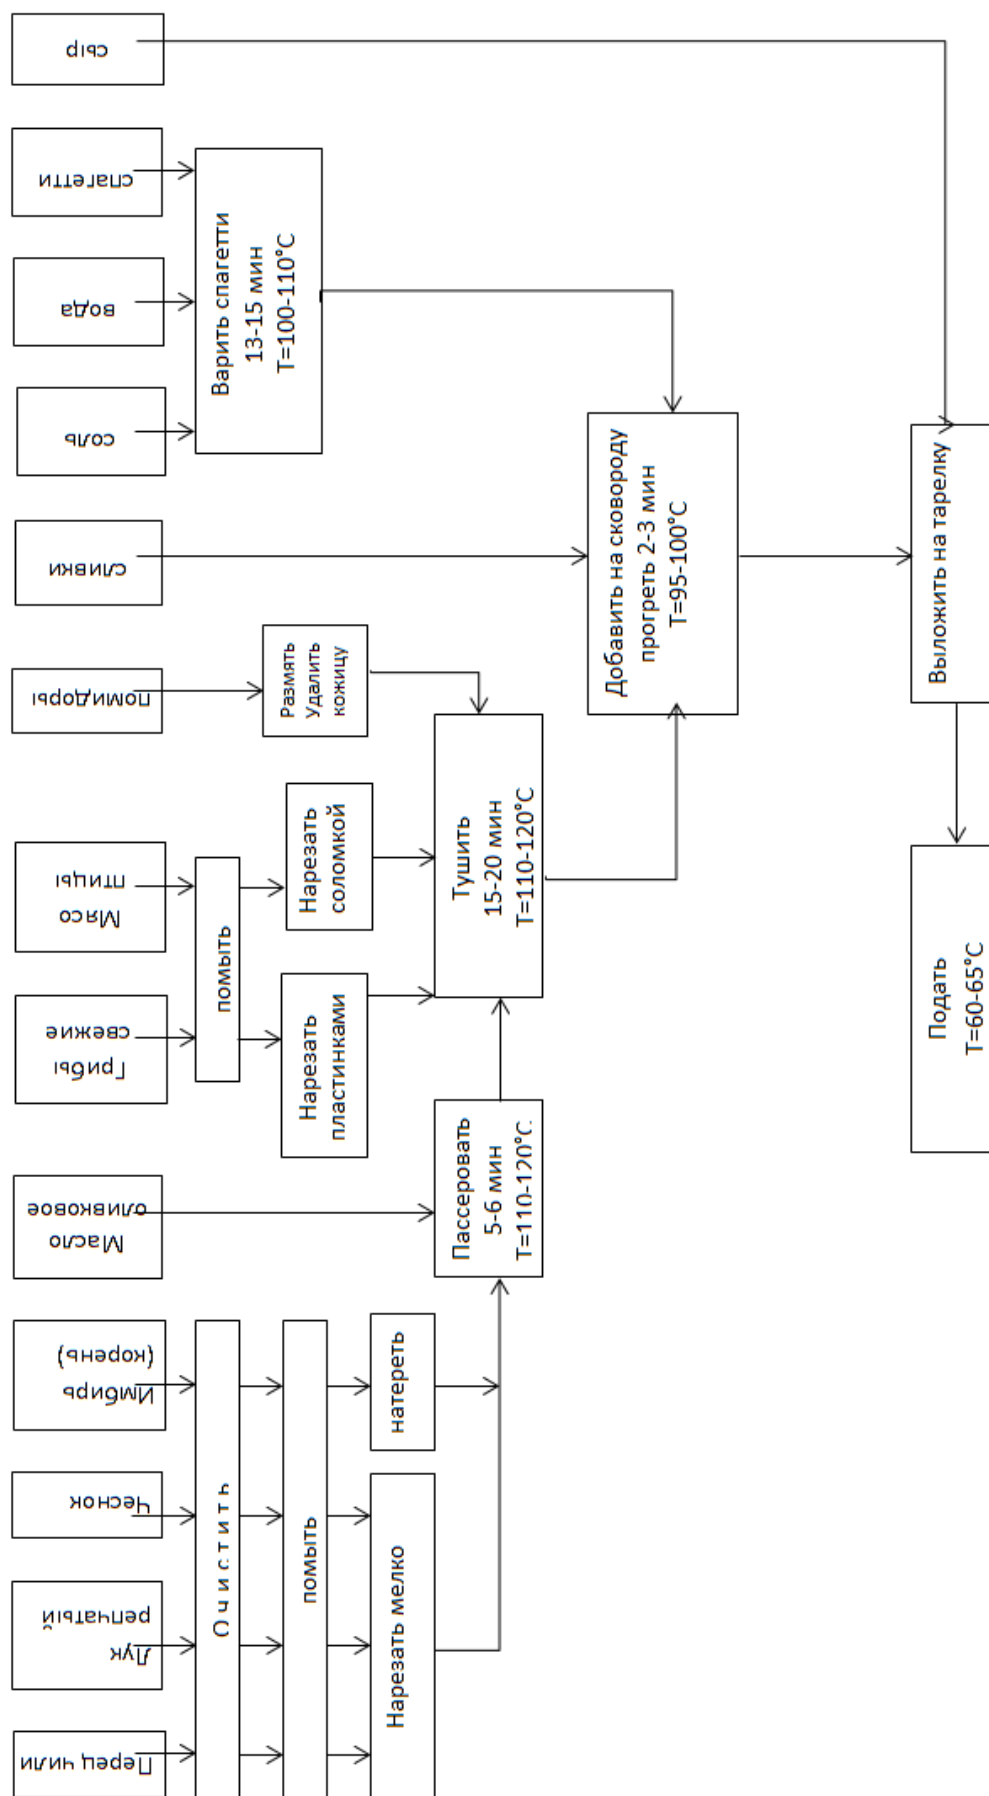 Перец чили
Лук
репчатый
Чеснок
Имбирь
(корень)
Масло
оливковое
Грибы
свежие
Мясо
птицы
помидоры
сливки
соль
вода
спагетти
сыр
Очистить
помыть
помыть
Варить спагетти
13-15 мин
T=100-110°C
Размять
Удалить
кожицу
Нарезать
пластинками
Нарезать
соломкой
Нарезать мелко
натереть
Пассеровать
5-6 мин
T=110-120°C
Тушить
15-20 мин
T=110-120°C
Добавить на сковороду
прогреть 2-3 мин
T=95-100°C
Выложить на тарелку
Подать
T=60-65°C